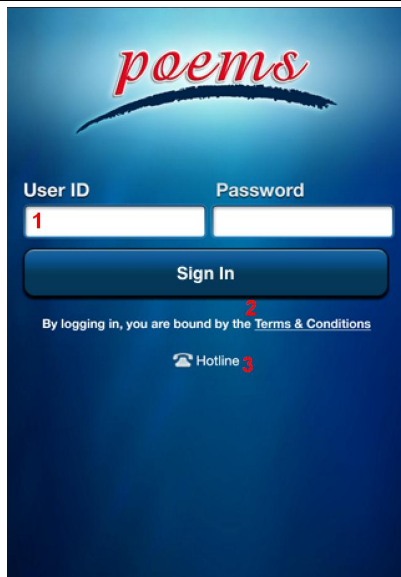 poems
User ID Password
1
Sign In
2
By logging in, you are bound by the Terms & Conditions
Hotline 3